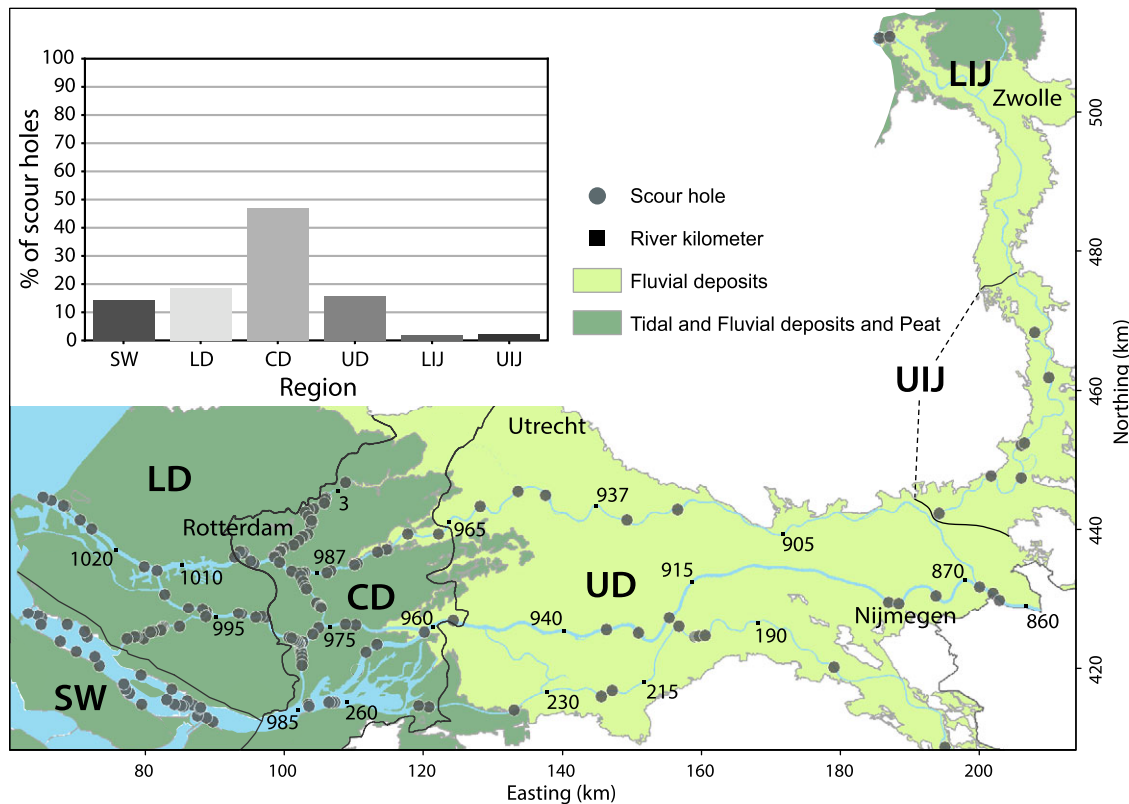 100
90
80
70
60
50
40
30
20
10
0
% of scour holes
SW LD CD UD LIJ UIJ
Region
Scour hole
River kilometer
Fluvial deposits
Tidal and Fluvial deposits and Peat
LIJ
Zwolle
UIJ
Utrecht
LD
Rotterdam
3
937
965
905
1020
1010
987
CD
UD
915
870
995
975
960
940
Nijmegen
860
190
SW
985
260
230
215
500
480
460
440
420
Northing (km)
80 100 120 140 160 180 200
Easting (km)